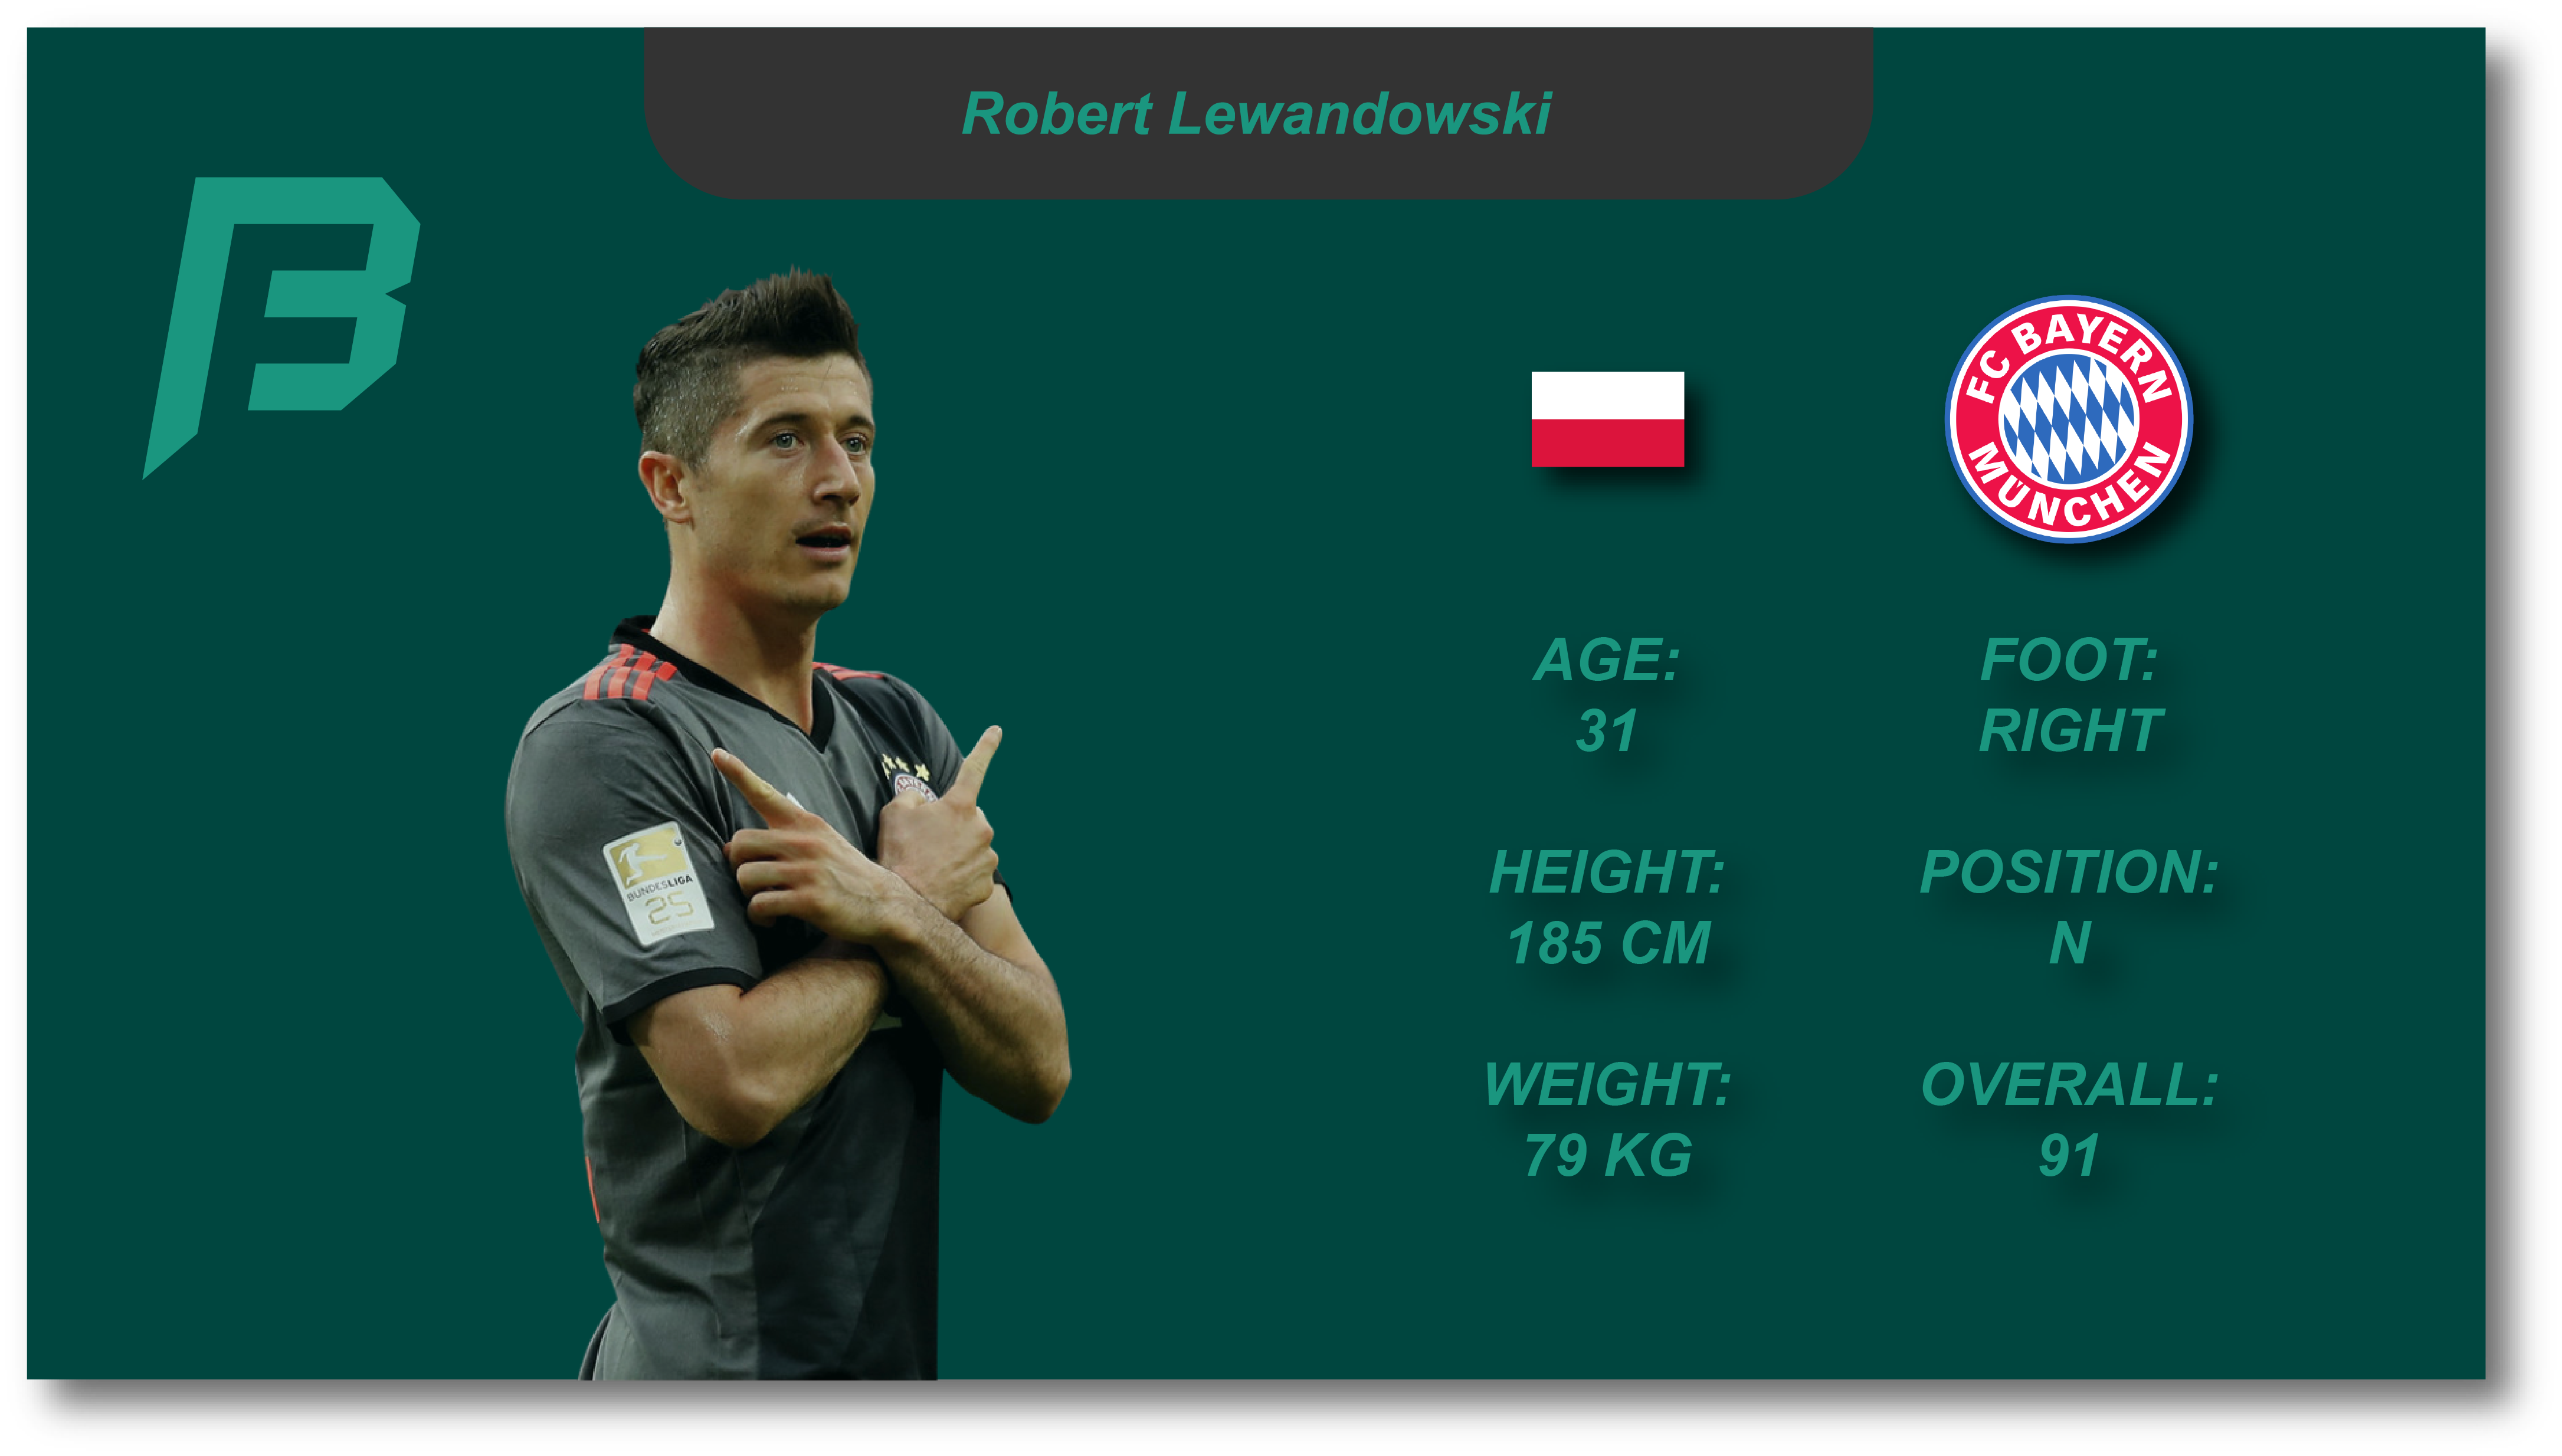 Robert Lewandowski
FC BAYERN
MÜNCHEN
AGE:
31
FOOT:
RIGHT
HEIGHT:
185 CM
POSITION:
N
WEIGHT:
79 KG
OVERALL:
91
BUNDESLIGA
25